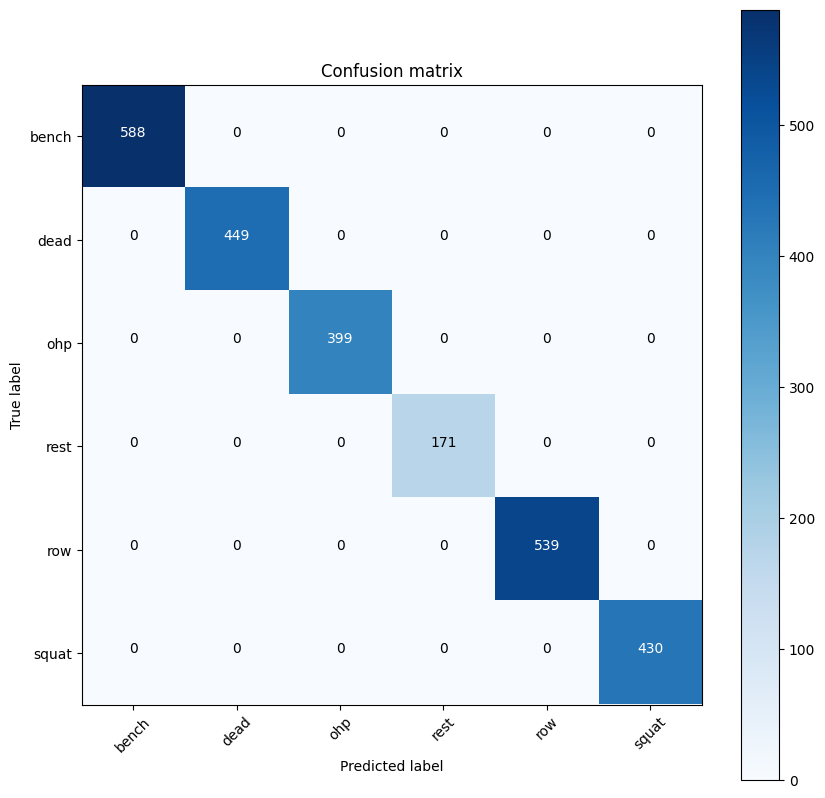 Confusion matrix
True label
bench 588 0 0 0 0 0
dead 0 449 0 0 0 0
ohp 0 0 399 0 0 0
rest 0 0 0 171 0 0
row 0 0 0 0 539 0
squat 0 0 0 0 0 430
bench dead ohp rest row squat
Predicted label
500
400
300
200
100
0